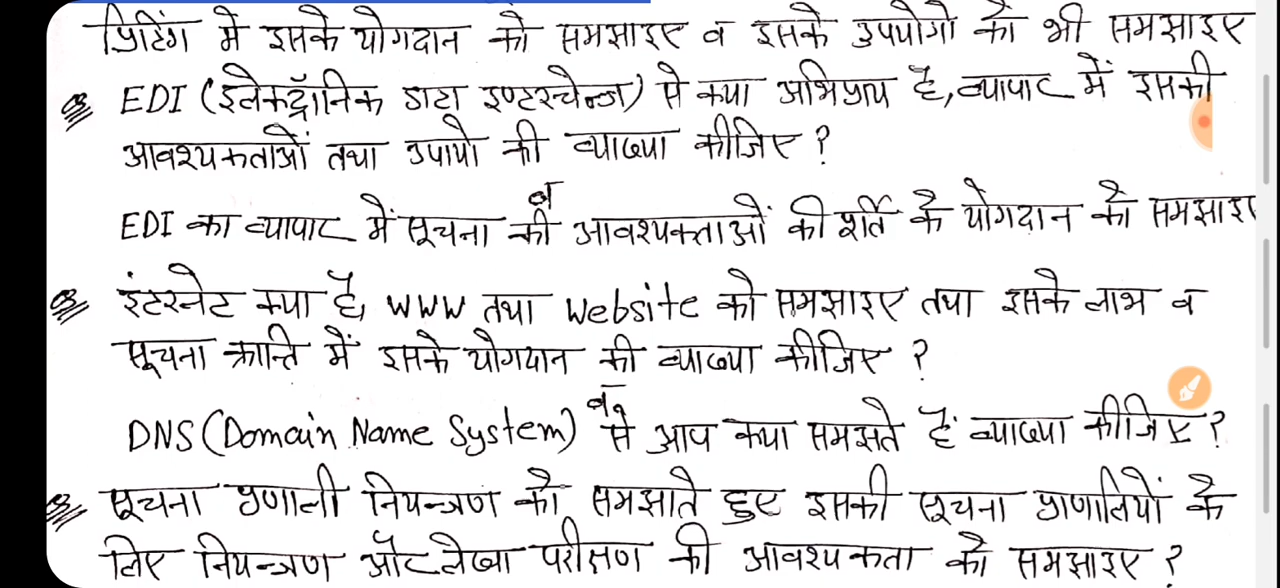 प्रिंटिंग में इसके योगदान को समझाइए व इसके उपयोगों को भी समझाइए
EDI (इलेक्ट्रॉनिक डाटा इण्टरचेन्ज) से क्या अभिप्राय है, व्यापार में इसकी
आवश्यकताओं तथा उपायो की व्याख्या कीजिए ?
व
EDI का व्यापार में सूचना की आवश्यकताओं की पूर्ति के योगदान को समझाइए
इंटरनेट क्या है, WWW तथा Website को समझाइए तथा इसके लाभ व
सूचना क्रान्ति में इसके योगदान की व्याख्या कीजिए ?
व
DNS (Domain Name System) से आप क्या समझते हैं व्याख्या कीजिए ?
सूचना प्रणाली नियन्त्रण को समझाते हुए इसकी सूचना प्रणालियों के
लिए नियन्त्रण और लेखा परीक्षण की आवश्यकता को समझाइए ?